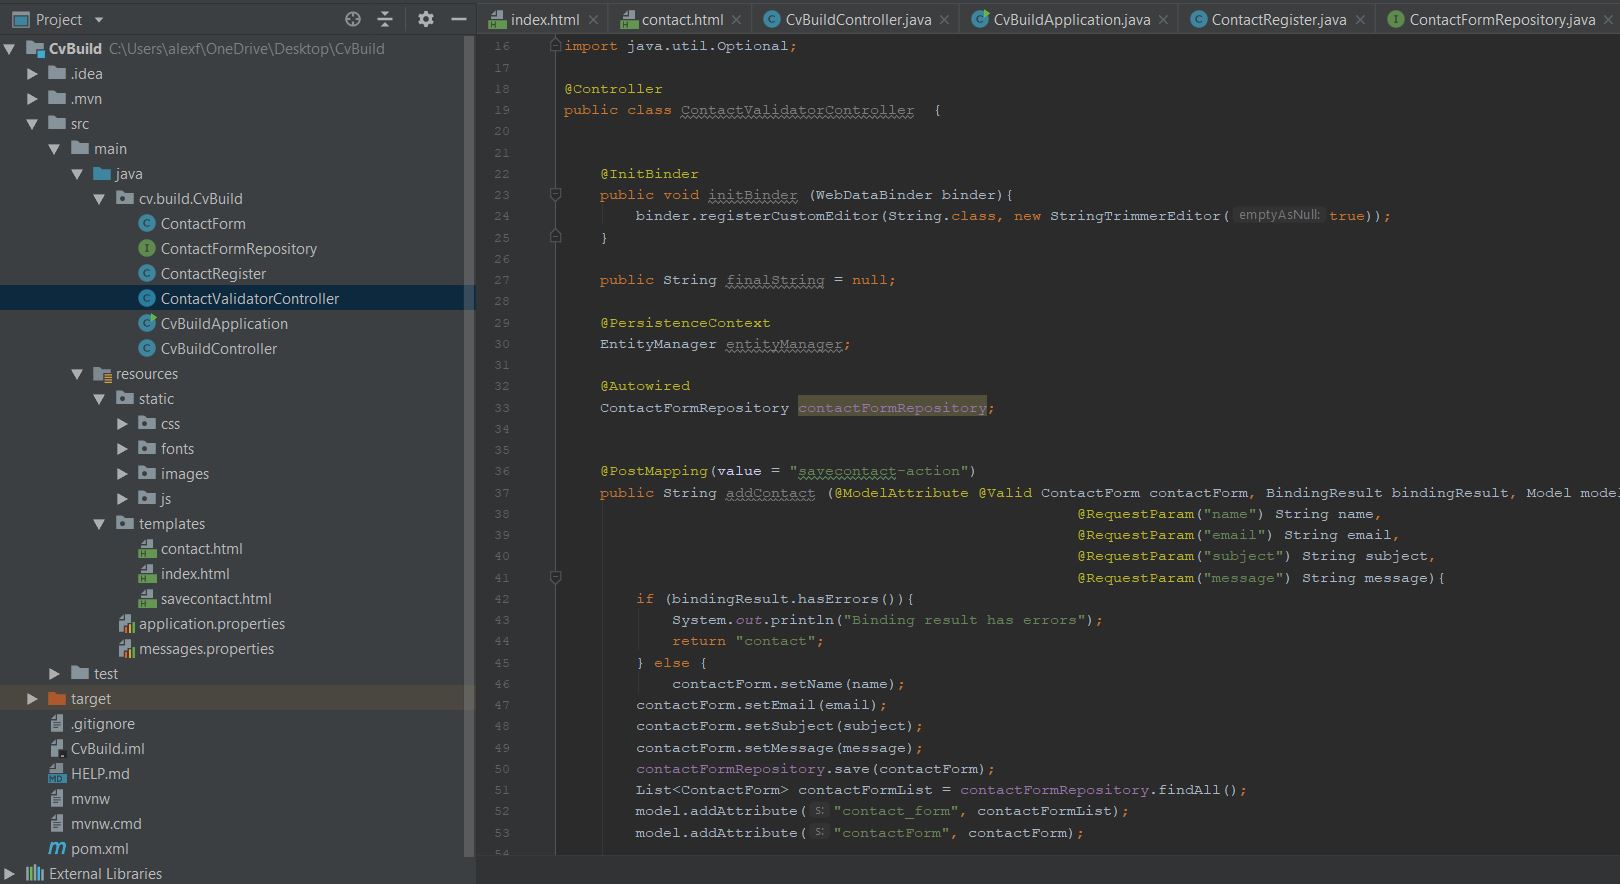 Project
index.html
contact.html
CvBuildController.java
CvBuildApplication.java
ContactRegister.java
ContactFormRepository.java
CvBuild C:\Users\alexf\OneDrive\Desktop\CvBuild
.idea
.mvn
src
main
java
cv.build.CvBuild
ContactForm
ContactFormRepository
ContactRegister
ContactValidatorController
CvBuildApplication
CvBuildController
resources
static
css
fonts
images
js
templates
contact.html
index.html
savecontact.html
application.properties
messages.properties
test
target
.gitignore
CvBuild.iml
HELP.md
mvnw
mvnw.cmd
pom.xml
External Libraries
16 import java.util.Optional;
17
18 @Controller
19 public class ContactValidatorController {
20
21
22 @InitBinder
23 public void initBinder (WebDataBinder binder){
24 binder.registerCustomEditor(String.class, new StringTrimmerEditor( emptyAsNull: true));
25 }
26
27 public String finalString = null;
28
29 @PersistenceContext
30 EntityManager entityManager;
31
32 @Autowired
33 ContactFormRepository contactFormRepository;
34
35
36 @PostMapping(value = "savecontact-action")
37 public String addContact (@ModelAttribute @Valid ContactForm contactForm, BindingResult bindingResult, Model mode
38 @RequestParam("name") String name,
39 @RequestParam("email") String email,
40 @RequestParam("subject") String subject,
41 @RequestParam("message") String message){
42 if (bindingResult.hasErrors()){
43 System.out.println("Binding result has errors");
44 return "contact";
45 } else {
46 contactForm.setName(name);
47 contactForm.setEmail(email);
48 contactForm.setSubject(subject);
49 contactForm.setMessage(message);
50 contactFormRepository.save(contactForm);
51 List<ContactForm> contactFormList = contactFormRepository.findAll();
52 model.addAttribute( s: "contact_form", contactFormList);
53 model.addAttribute( s: "contactForm", contactForm);
54